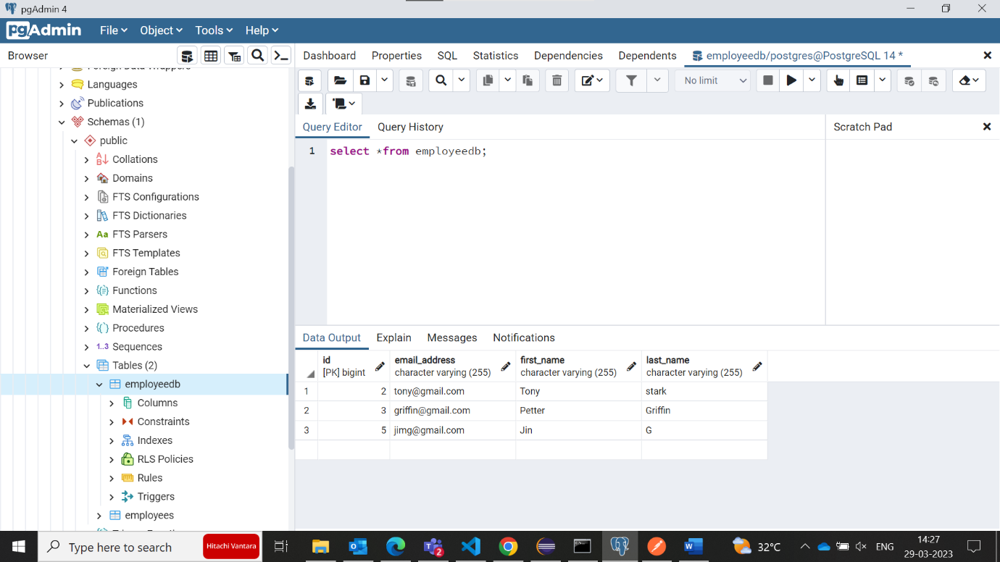 pgAdmin 4
pgAdmin File Object Tools Help
Browser
Dashboard Properties SQL Statistics Dependencies Dependents employeedb/postgres@PostgreSQL 14 *
No limit
Languages
Publications
Schemas (1)
public
Collations
Domains
FTS Configurations
FTS Dictionaries
Aa FTS Parsers
FTS Templates
Foreign Tables
Functions
Materialized Views
Procedures
1..3 Sequences
Tables (2)
employeedb
Columns
Constraints
Indexes
RLS Policies
Rules
Triggers
employees
Query Editor Query History
Scratch Pad
1 select *from employeedb;
Data Output Explain Messages Notifications
id email_address first_name last_name
[PK] bigint character varying (255) character varying (255) character varying (255)
1 2 tony@gmail.com Tony stark
2 3 griffin@gmail.com Petter Griffin
3 5 jimg@gmail.com Jin G
Type here to search
Hitachi Vantara
2
32°C
ENG
14:27
29-03-2023